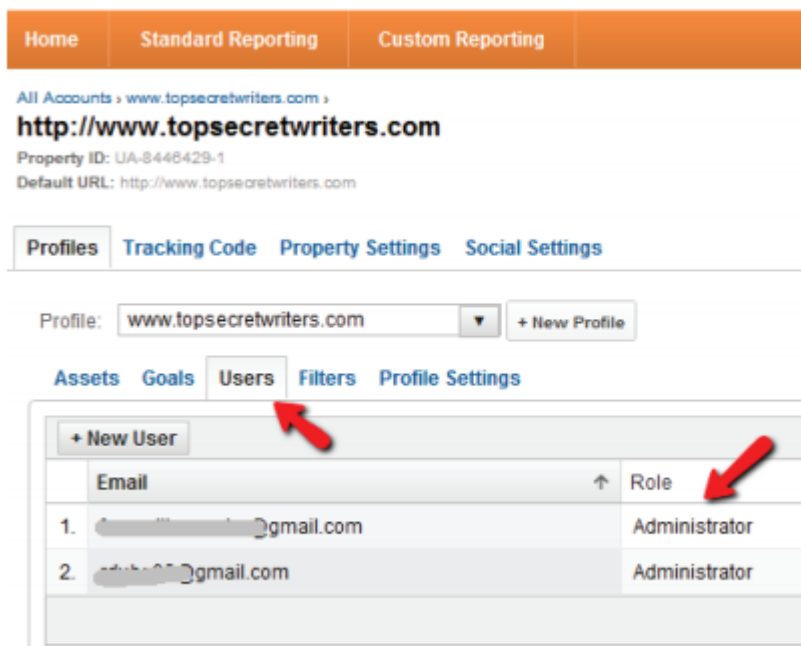 Home Standard Reporting Custom Reporting
All Accounts › www.topsecretwriters.com ›
http://www.topsecretwriters.com
Property ID: UA-8446429-1
Default URL: http://www.topsecretwriters.com
Profiles Tracking Code Property Settings Social Settings
Profile: www.topsecretwriters.com ▼ + New Profile
Assets Goals Users Filters Profile Settings
+ New User
Email ↑ Role
1. @gmail.com Administrator
2. @gmail.com Administrator